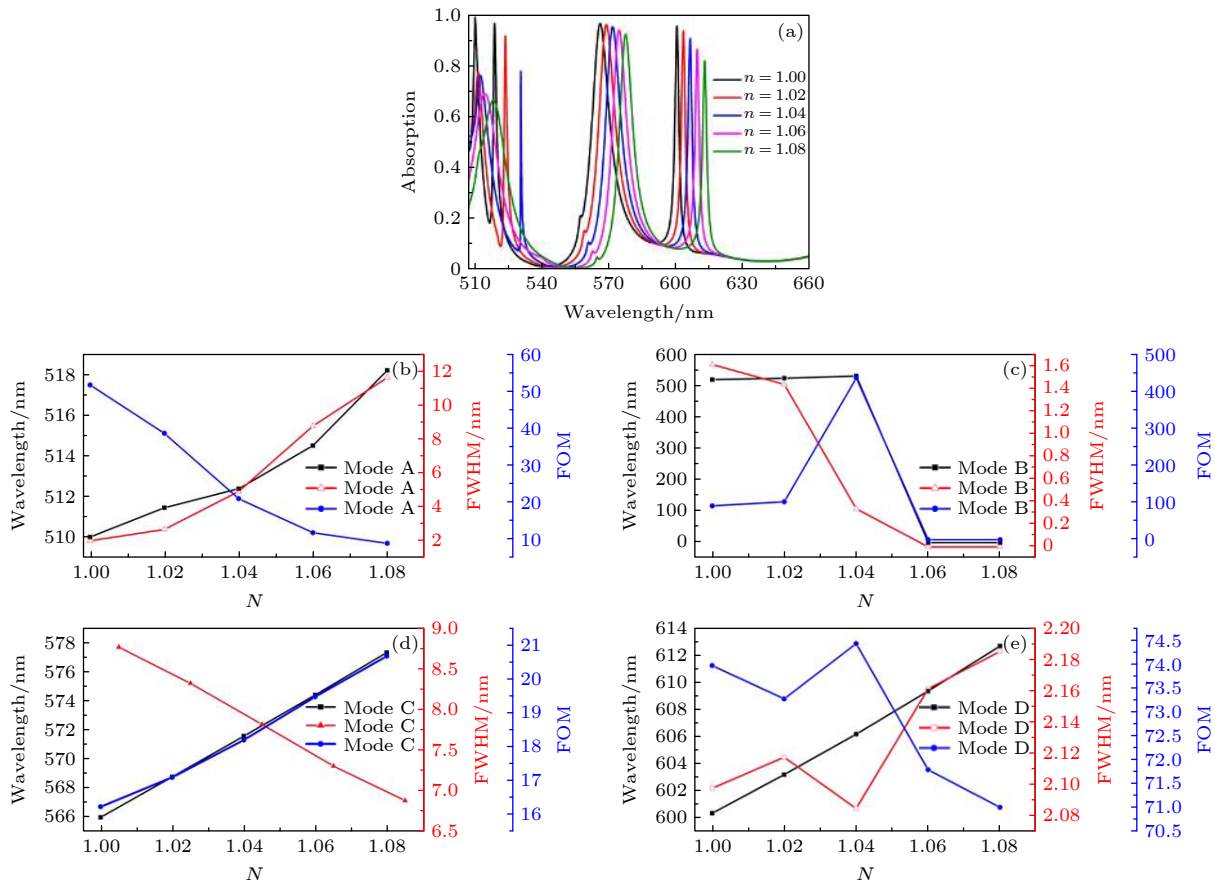 (a)
1.0
0.8
0.6
0.4
0.2
0
Absorption
n = 1.00
n = 1.02
n = 1.04
n = 1.06
n = 1.08
510 540 570 600 630 660
Wavelength/nm
(b)
518
516
514
512
510
Wavelength/nm
Mode A
Mode A
Mode A
1.00 1.02 1.04 1.06 1.08
N
12
10
8
6
4
2
FWHM/nm
60
50
40
30
20
10
FOM
(c)
600
500
400
300
200
100
0
Wavelength/nm
Mode B
Mode B
Mode B
1.00 1.02 1.04 1.06 1.08
N
1.6
1.4
1.2
1.0
0.8
0.6
0.4
0.2
0
FWHM/nm
500
400
300
200
100
0
FOM
(d)
578
576
574
572
570
568
566
Wavelength/nm
Mode C
Mode C
Mode C
1.00 1.02 1.04 1.06 1.08
N
9.0
8.5
8.0
7.5
7.0
6.5
FWHM/nm
21
20
19
18
17
16
FOM
(e)
614
612
610
608
606
604
602
600
Wavelength/nm
Mode D
Mode D
Mode D
1.00 1.02 1.04 1.06 1.08
N
2.20
2.18
2.16
2.14
2.12
2.10
2.08
FWHM/nm
74.5
74.0
73.5
73.0
72.5
72.0
71.5
71.0
70.5
FOM